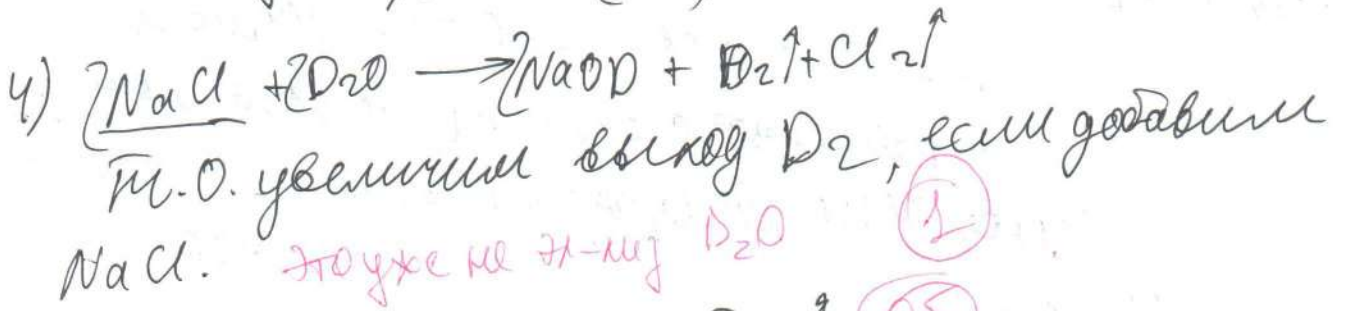 4) 2NaCl + 2D₂O ⟶ 2NaOD + D₂↑ + Cl₂↑
Т.о. увеличим выход D₂, если добавим
NaCl. это уже не эл-лиз D₂O 1